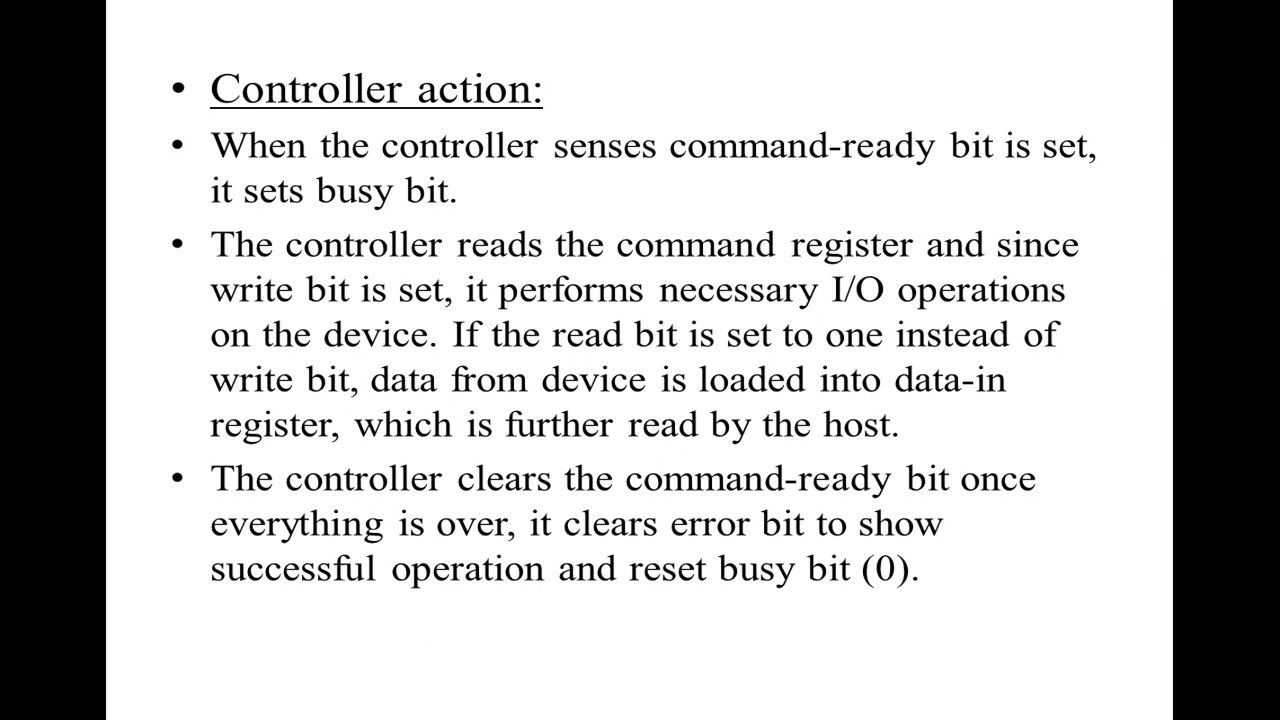 • Controller action:
• When the controller senses command-ready bit is set,
it sets busy bit.
• The controller reads the command register and since
write bit is set, it performs necessary I/O operations
on the device. If the read bit is set to one instead of
write bit, data from device is loaded into data-in
register, which is further read by the host.
• The controller clears the command-ready bit once
everything is over, it clears error bit to show
successful operation and reset busy bit (0).